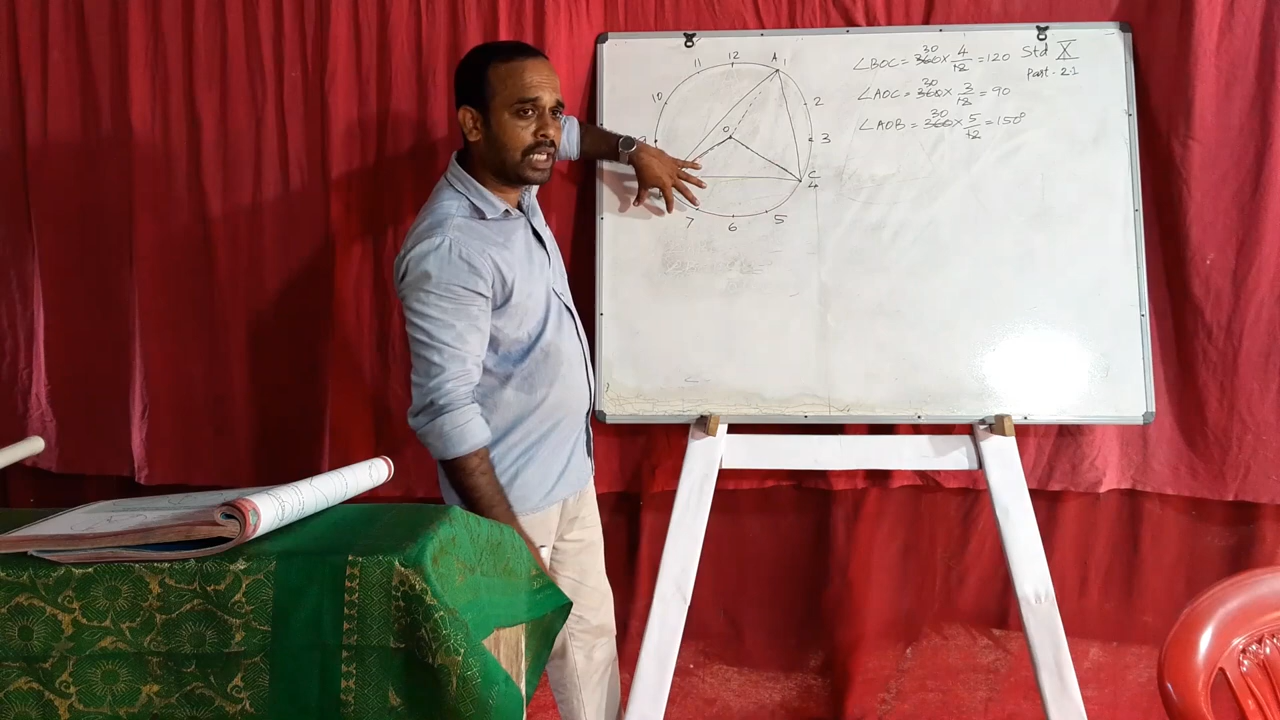 12
11
A 1
10
2
O
9
3
C
4
7
6
5
∠BOC = 360 30 × 4/12 = 120
∠AOC = 360 30 × 3/12 = 90
∠AOB = 360 30 × 5/12 = 150°
Std X
Part - 2.1